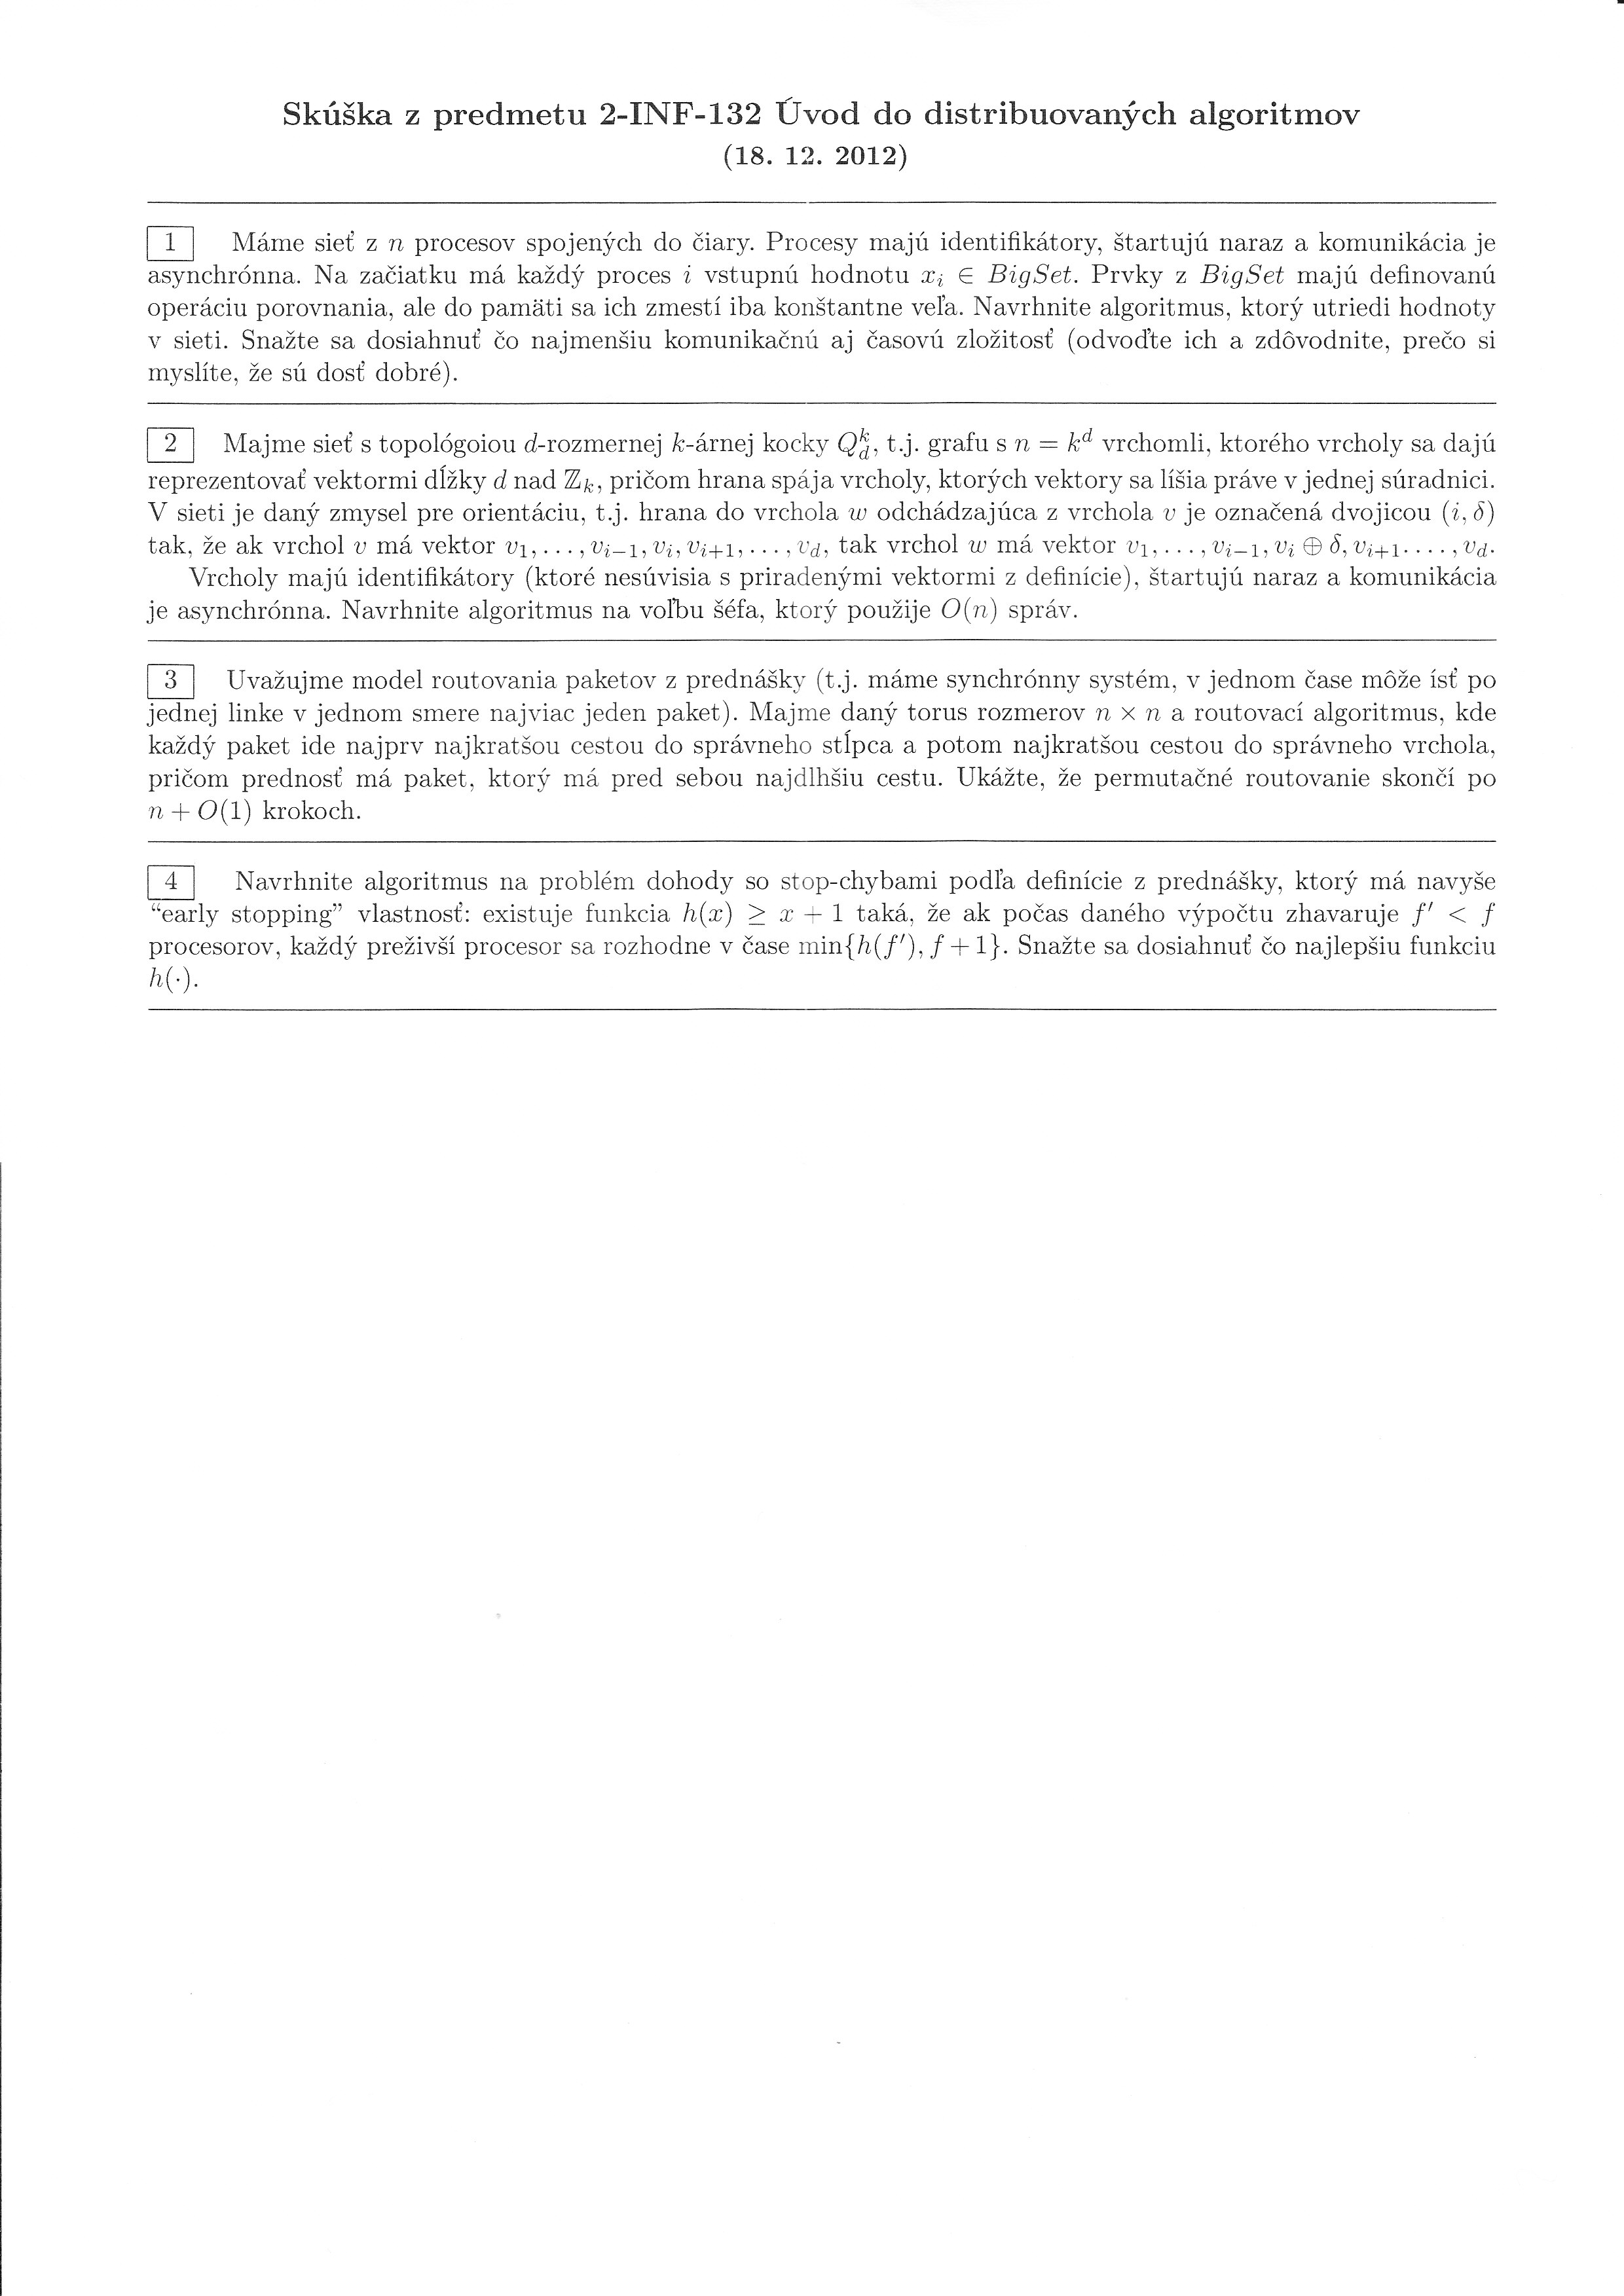 Skúška z predmetu 2-INF-132 Úvod do distribuovaných algoritmov
(18. 12. 2012)
1 Máme sieť z n procesov spojených do čiary. Procesy majú identifikátory, štartujú naraz a komunikácia je
asynchrónna. Na začiatku má každý proces i vstupnú hodnotu x_i ∈ BigSet. Prvky z BigSet majú definovanú
operáciu porovnania, ale do pamäti sa ich zmestí iba konštantne veľa. Navrhnite algoritmus, ktorý utriedi hodnoty
v sieti. Snažte sa dosiahnuť čo najmenšiu komunikačnú aj časovú zložitosť (odvoďte ich a zdôvodnite, prečo si
myslíte, že sú dosť dobré).
2 Majme sieť s topológoiou d-rozmernej k-árnej kocky Q_d^k, t.j. grafu s n = k^d vrchomli, ktorého vrcholy sa dajú
reprezentovať vektormi dĺžky d nad ℤ_k, pričom hrana spája vrcholy, ktorých vektory sa líšia práve v jednej súradnici.
V sieti je daný zmysel pre orientáciu, t.j. hrana do vrchola w odchádzajúca z vrchola v je označená dvojicou (i, δ)
tak, že ak vrchol v má vektor v_1, . . . , v_{i−1}, v_i, v_{i+1}, . . . , v_d, tak vrchol w má vektor v_1, . . . , v_{i−1}, v_i ⊕ δ, v_{i+1}. . . . , v_d.
Vrcholy majú identifikátory (ktoré nesúvisia s priradenými vektormi z definície), štartujú naraz a komunikácia
je asynchrónna. Navrhnite algoritmus na voľbu šéfa, ktorý použije O(n) správ.
3 Uvažujme model routovania paketov z prednášky (t.j. máme synchrónny systém, v jednom čase môže ísť po
jednej linke v jednom smere najviac jeden paket). Majme daný torus rozmerov n × n a routovací algoritmus, kde
každý paket ide najprv najkratšou cestou do správneho stĺpca a potom najkratšou cestou do správneho vrchola,
pričom prednosť má paket, ktorý má pred sebou najdlhšiu cestu. Ukážte, že permutačné routovanie skončí po
n + O(1) krokoch.
4 Navrhnite algoritmus na problém dohody so stop-chybami podľa definície z prednášky, ktorý má navyše
“early stopping” vlastnosť: existuje funkcia h(x) ≥ x + 1 taká, že ak počas daného výpočtu zhavaruje f′ < f
procesorov, každý preživší procesor sa rozhodne v čase min{h(f′), f + 1}. Snažte sa dosiahnuť čo najlepšiu funkciu
h(·).